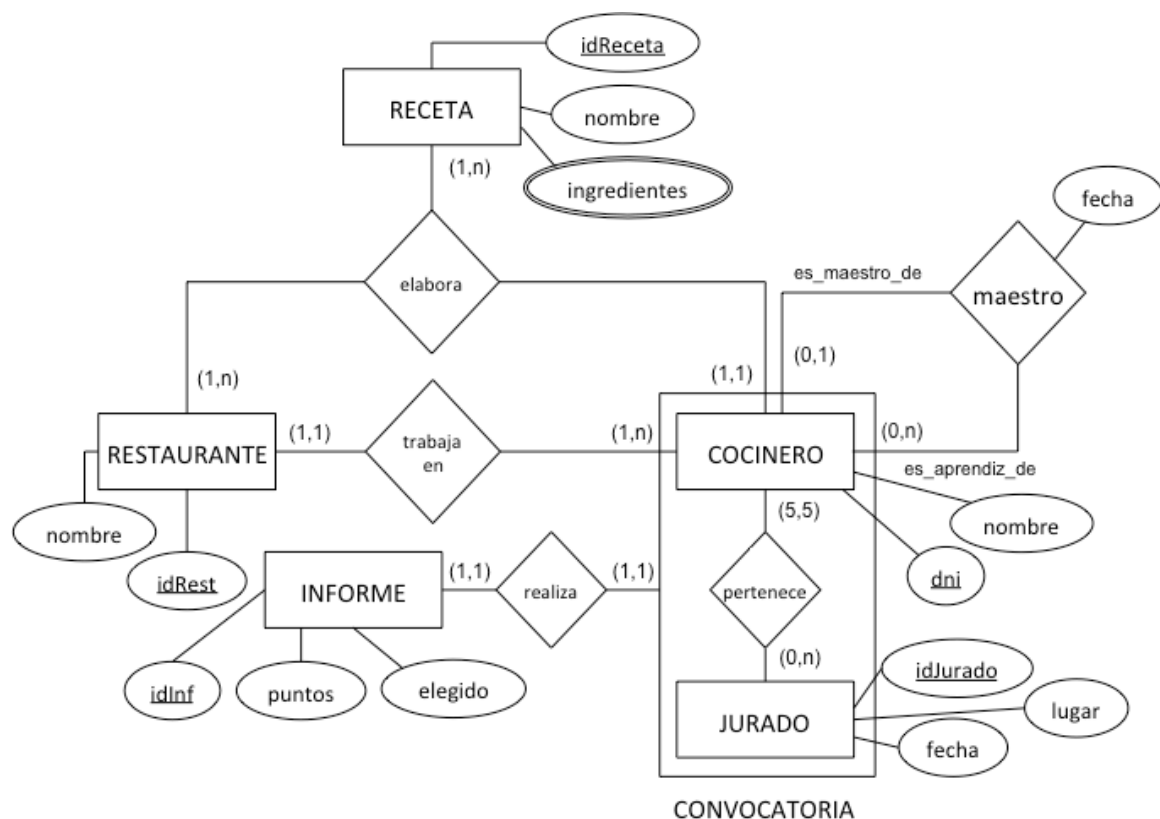 idReceta
RECETA
nombre
(1,n)
ingredientes
fecha
elabora
es_maestro_de
maestro
(0,1)
(1,n)
(1,1)
RESTAURANTE
(1,1)
trabaja
en
(1,n)
COCINERO
(0,n)
es_aprendiz_de
nombre
(5,5)
nombre
idRest
INFORME
(1,1)
realiza
(1,1)
pertenece
dni
(0,n)
idJurado
idInf
puntos
elegido
JURADO
lugar
fecha
CONVOCATORIA